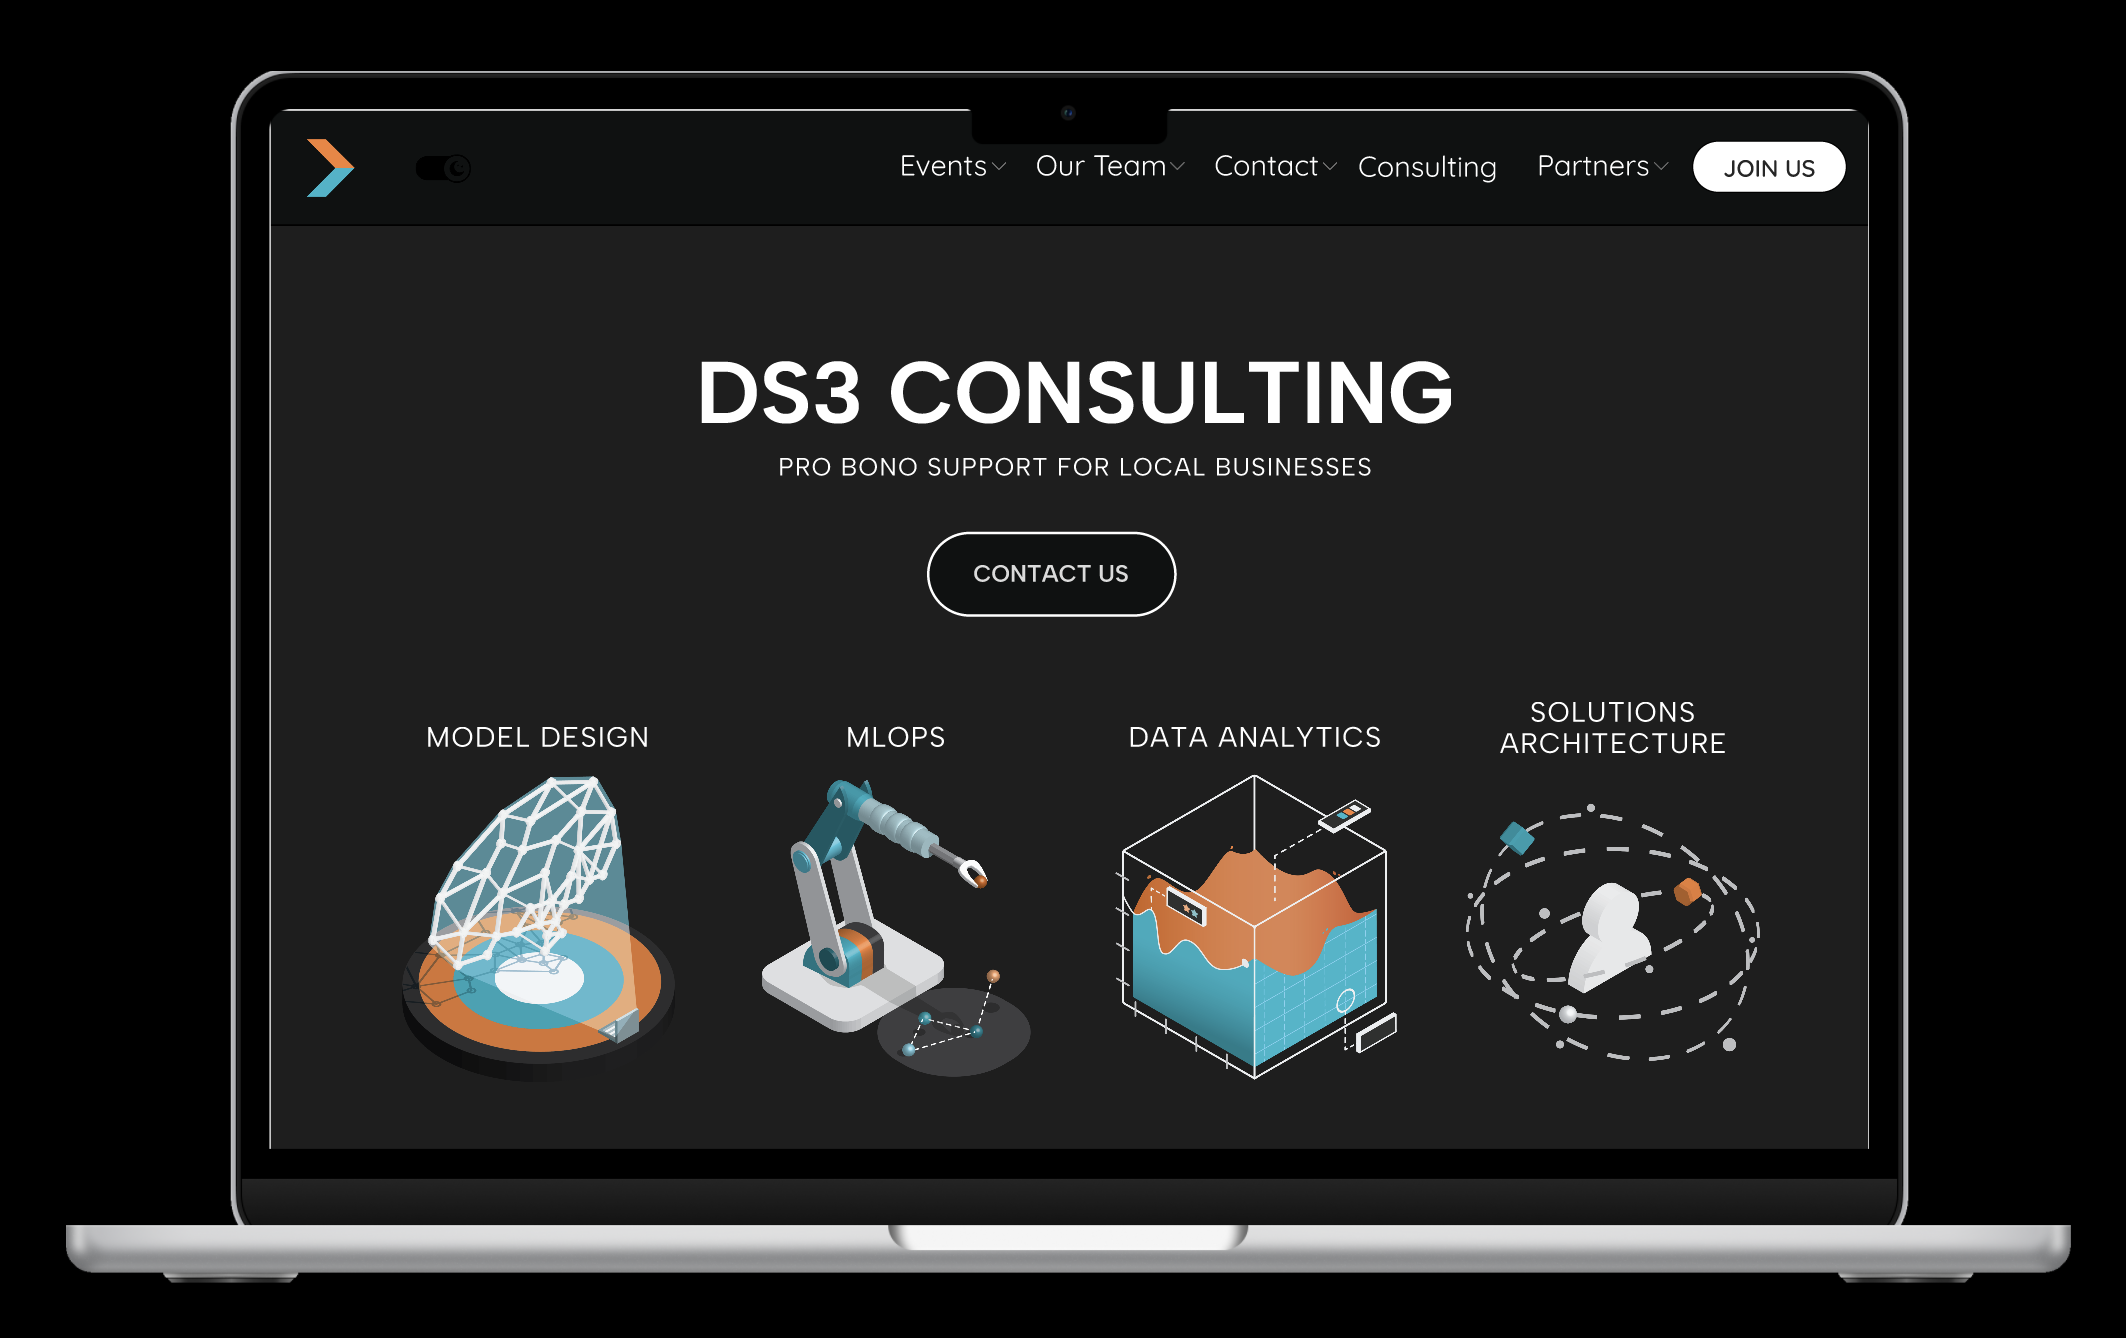 Events
Our Team
Contact
Consulting
Partners
JOIN US
DS3 CONSULTING
PRO BONO SUPPORT FOR LOCAL BUSINESSES
CONTACT US
MODEL DESIGN
MLOPS
DATA ANALYTICS
SOLUTIONS
ARCHITECTURE